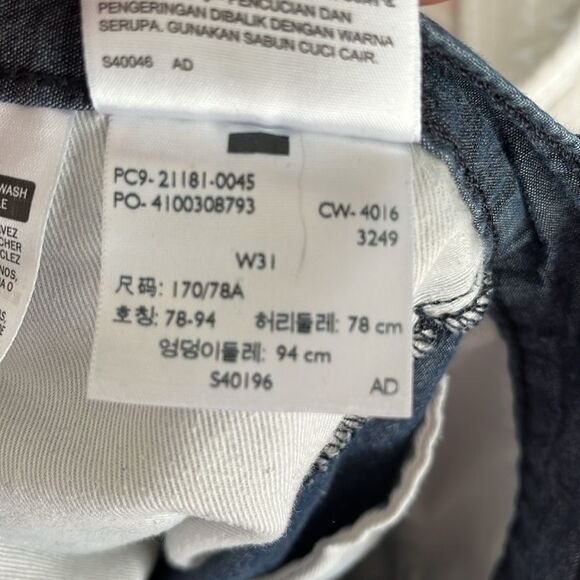 PENGERINGAN DIBALIK DENGAN WARNA
SERUPA. GUNAKAN SABUN CUCI CAIR.
S40046 AD
WASH
PC9- 21181-0045
PO- 4100308793
CW- 4016
3249
W31
尺码: 170/78A
호칭: 78-94 허리둘레: 78 cm
엉덩이둘레: 94 cm
S40196 AD